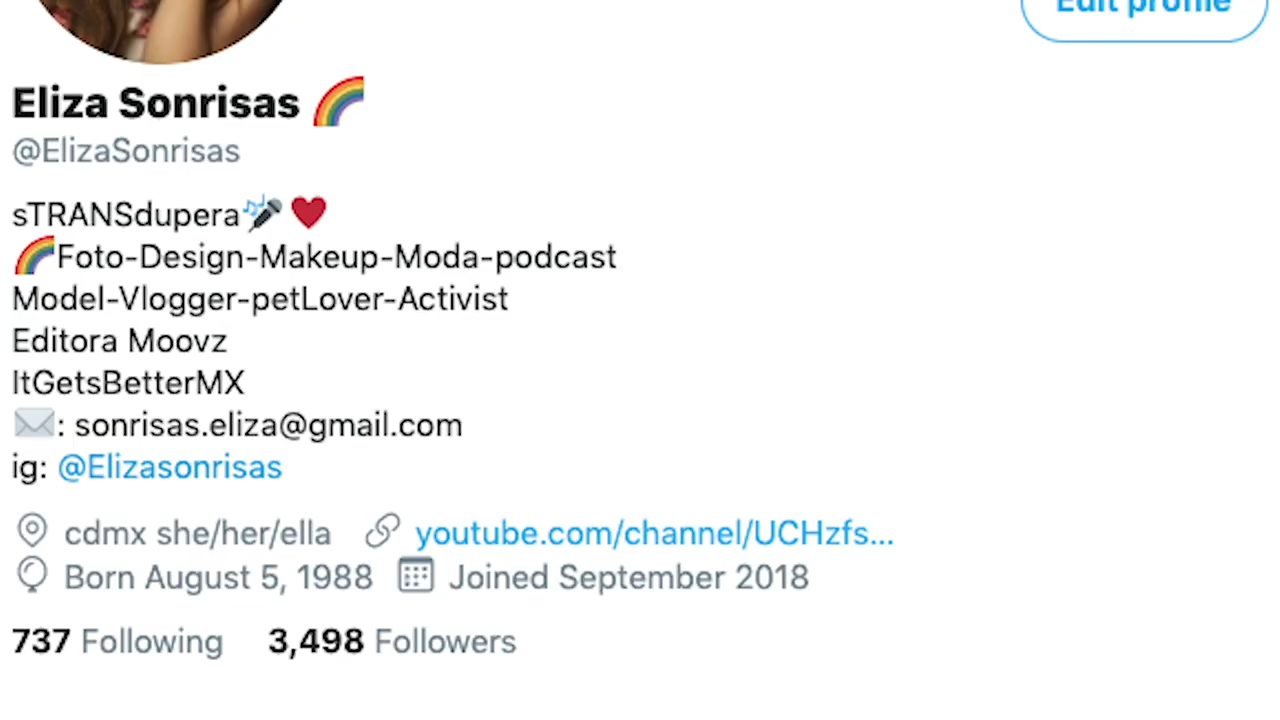 Edit profile
Eliza Sonrisas 🌈
@ElizaSonrisas
sTRANSdupera🎤❤️
🌈Foto-Design-Makeup-Moda-podcast
Model-Vlogger-petLover-Activist
Editora Moovz
ItGetsBetterMX
✉️: sonrisas.eliza@gmail.com
ig: @Elizasonrisas
cdmx she/her/ella youtube.com/channel/UCHzfs...
Born August 5, 1988 Joined September 2018
737 Following 3,498 Followers